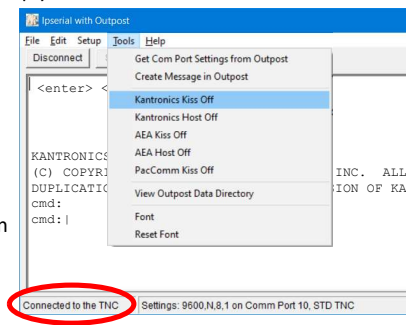 Ipserial with Outpost
File Edit Setup Tools Help
Disconnect
Get Com Port Settings from Outpost
Create Message in Outpost
Kantronics Kiss Off
Kantronics Host Off
AEA Kiss Off
AEA Host Off
PacComm Kiss Off
View Outpost Data Directory
Font
Reset Font
<enter> <
KANTRONICS
(C) COPYRI INC. ALL
DUPLICATIO ION OF KA
cmd:
cmd:
Connected to the TNC Settings: 9600,N,8,1 on Comm Port 10, STD TNC